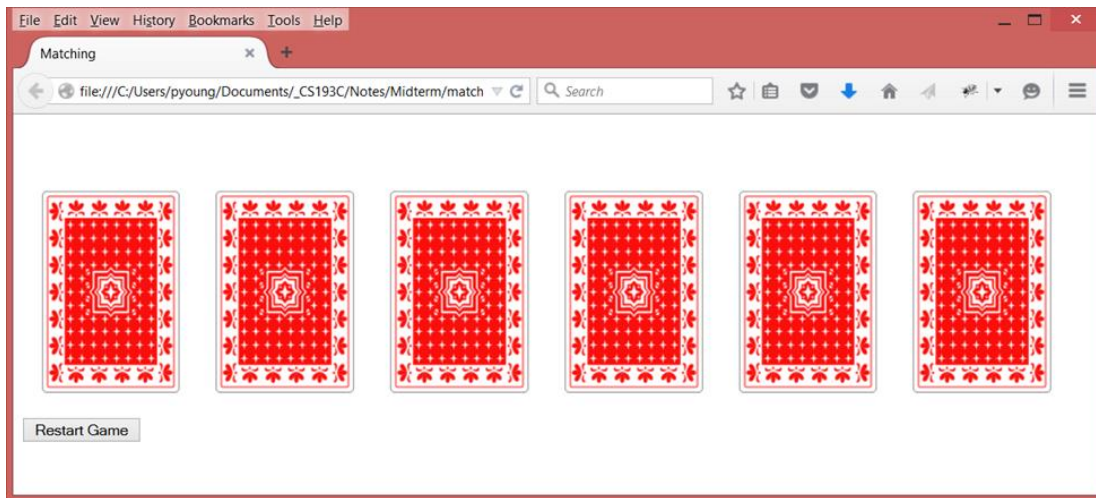 File Edit View History Bookmarks Tools Help
Matching
file:///C:/Users/pyoung/Documents/_CS193C/Notes/Midterm/match
Search
Restart Game